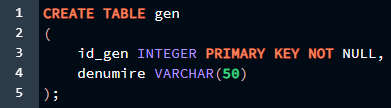 1 CREATE TABLE gen
2 (
3     id_gen INTEGER PRIMARY KEY NOT NULL,
4     denumire VARCHAR(50)
5 );